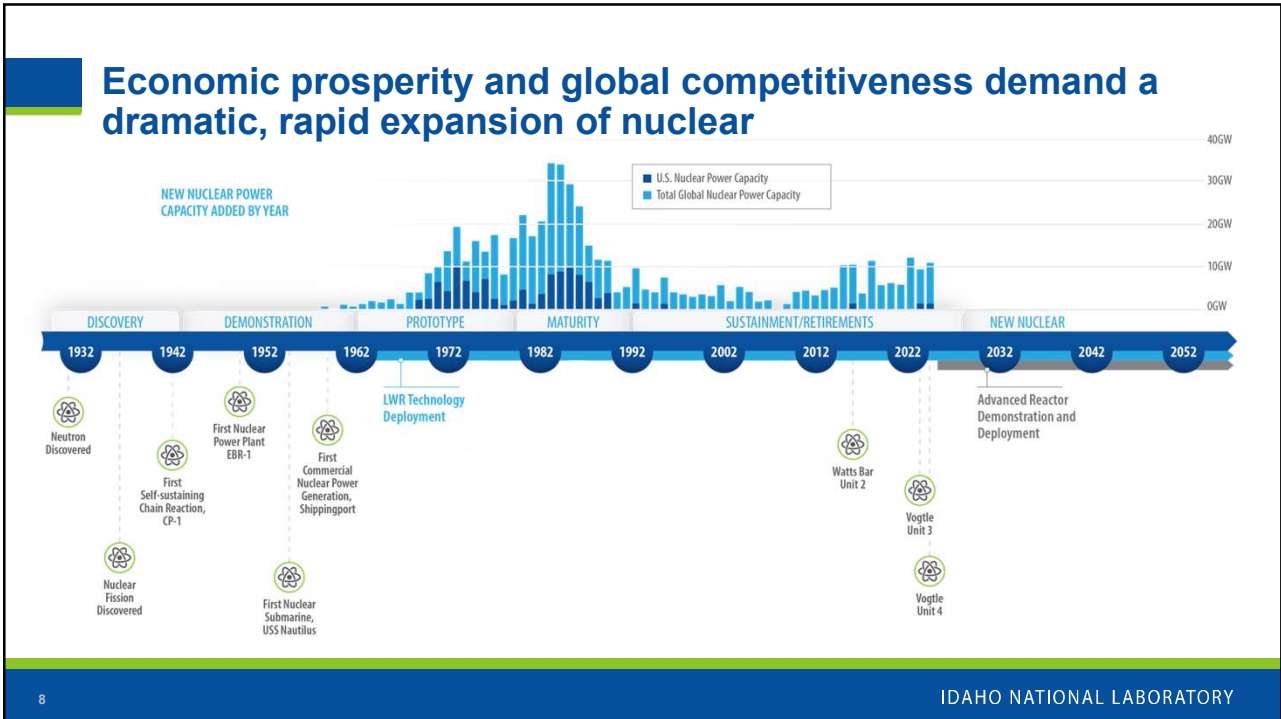 Economic prosperity and global competitiveness demand a
dramatic, rapid expansion of nuclear
NEW NUCLEAR POWER
CAPACITY ADDED BY YEAR
U.S. Nuclear Power Capacity
Total Global Nuclear Power Capacity
40GW
30GW
20GW
10GW
0GW
DISCOVERY
DEMONSTRATION
PROTOTYPE
MATURITY
SUSTAINMENT/RETIREMENTS
NEW NUCLEAR
1932
1942
1952
1962
1972
1982
1992
2002
2012
2022
2032
2042
2052
Neutron
Discovered
Nuclear
Fission
Discovered
First
Self-sustaining
Chain Reaction,
CP-1
First Nuclear
Power Plant
EBR-1
First Nuclear
Submarine,
USS Nautilus
First
Commercial
Nuclear Power
Generation,
Shippingport
LWR Technology
Deployment
Watts Bar
Unit 2
Vogtle
Unit 3
Vogtle
Unit 4
Advanced Reactor
Demonstration and
Deployment
8
IDAHO NATIONAL LABORATORY